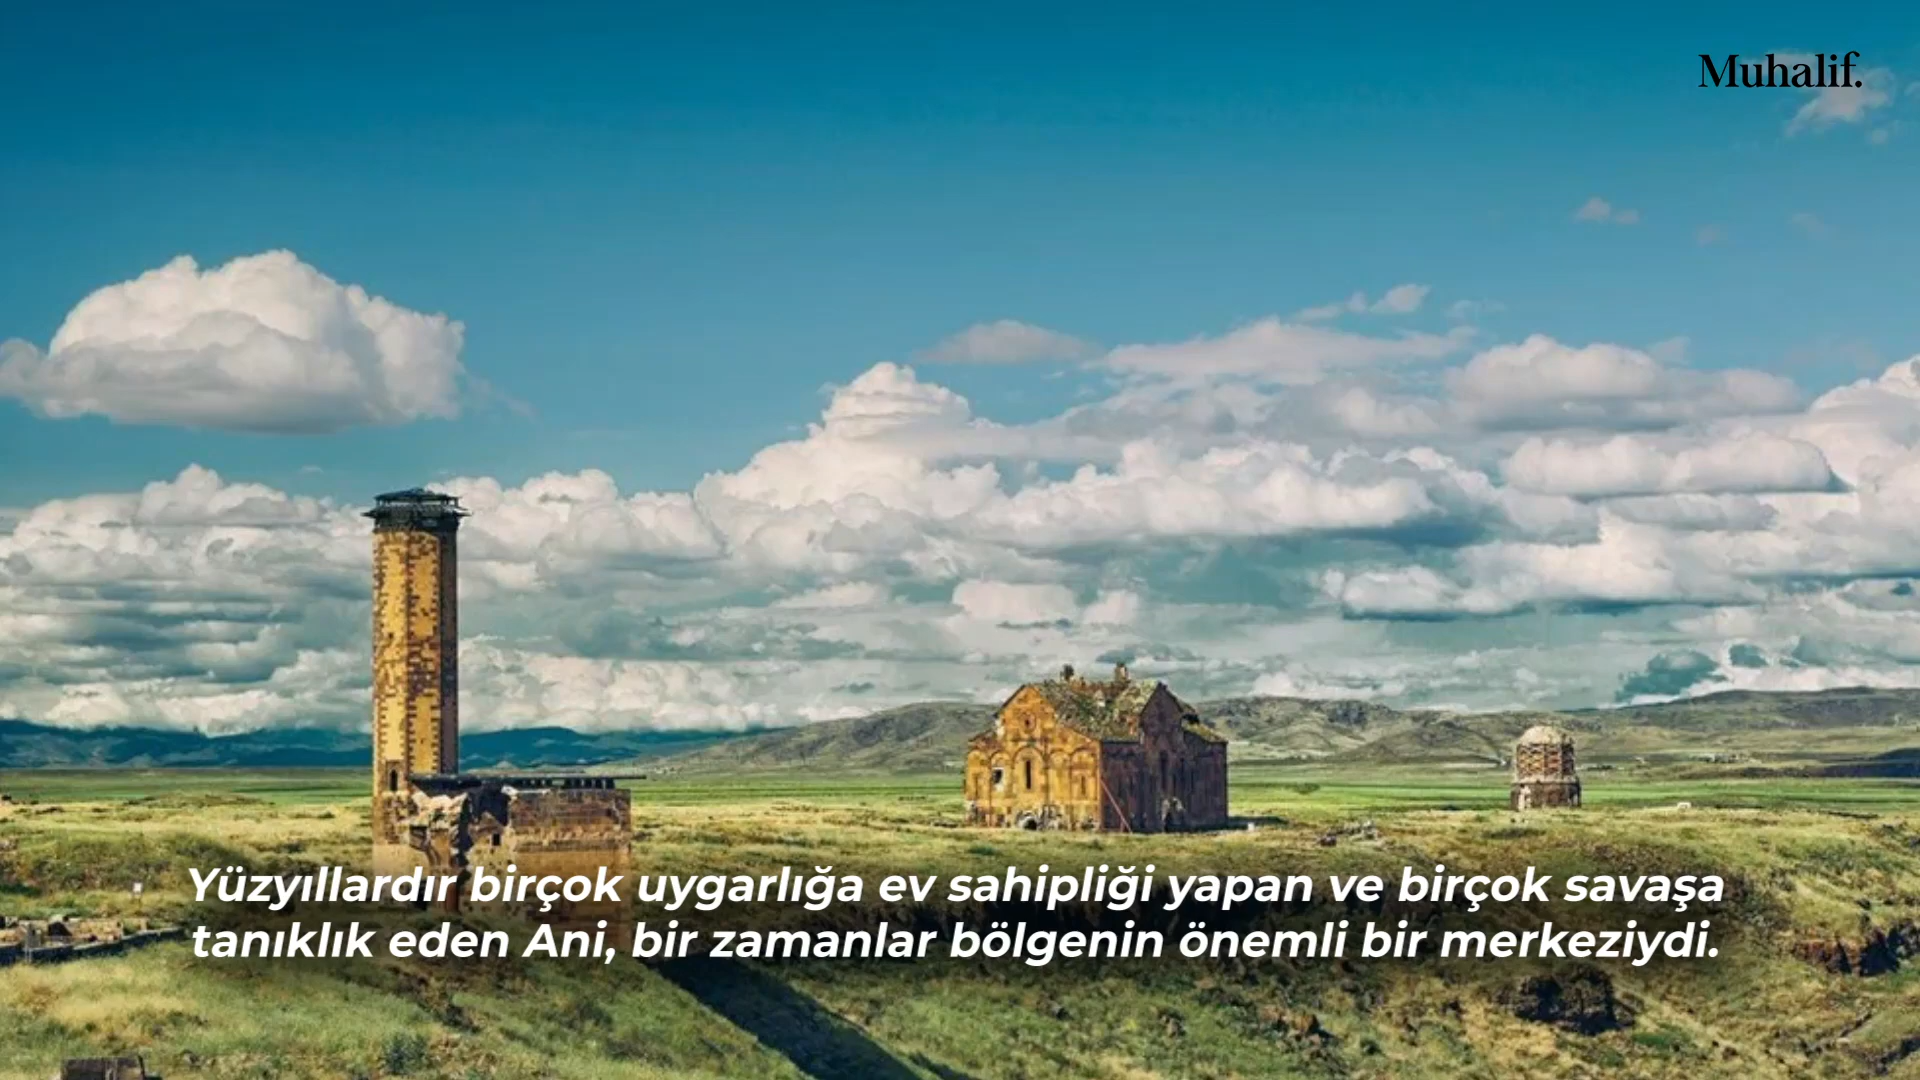 Muhalif.
Yüzyıllardır birçok uygarlığa ev sahipliği yapan ve birçok savaşa
tanıklık eden Ani, bir zamanlar bölgenin önemli bir merkeziydi.